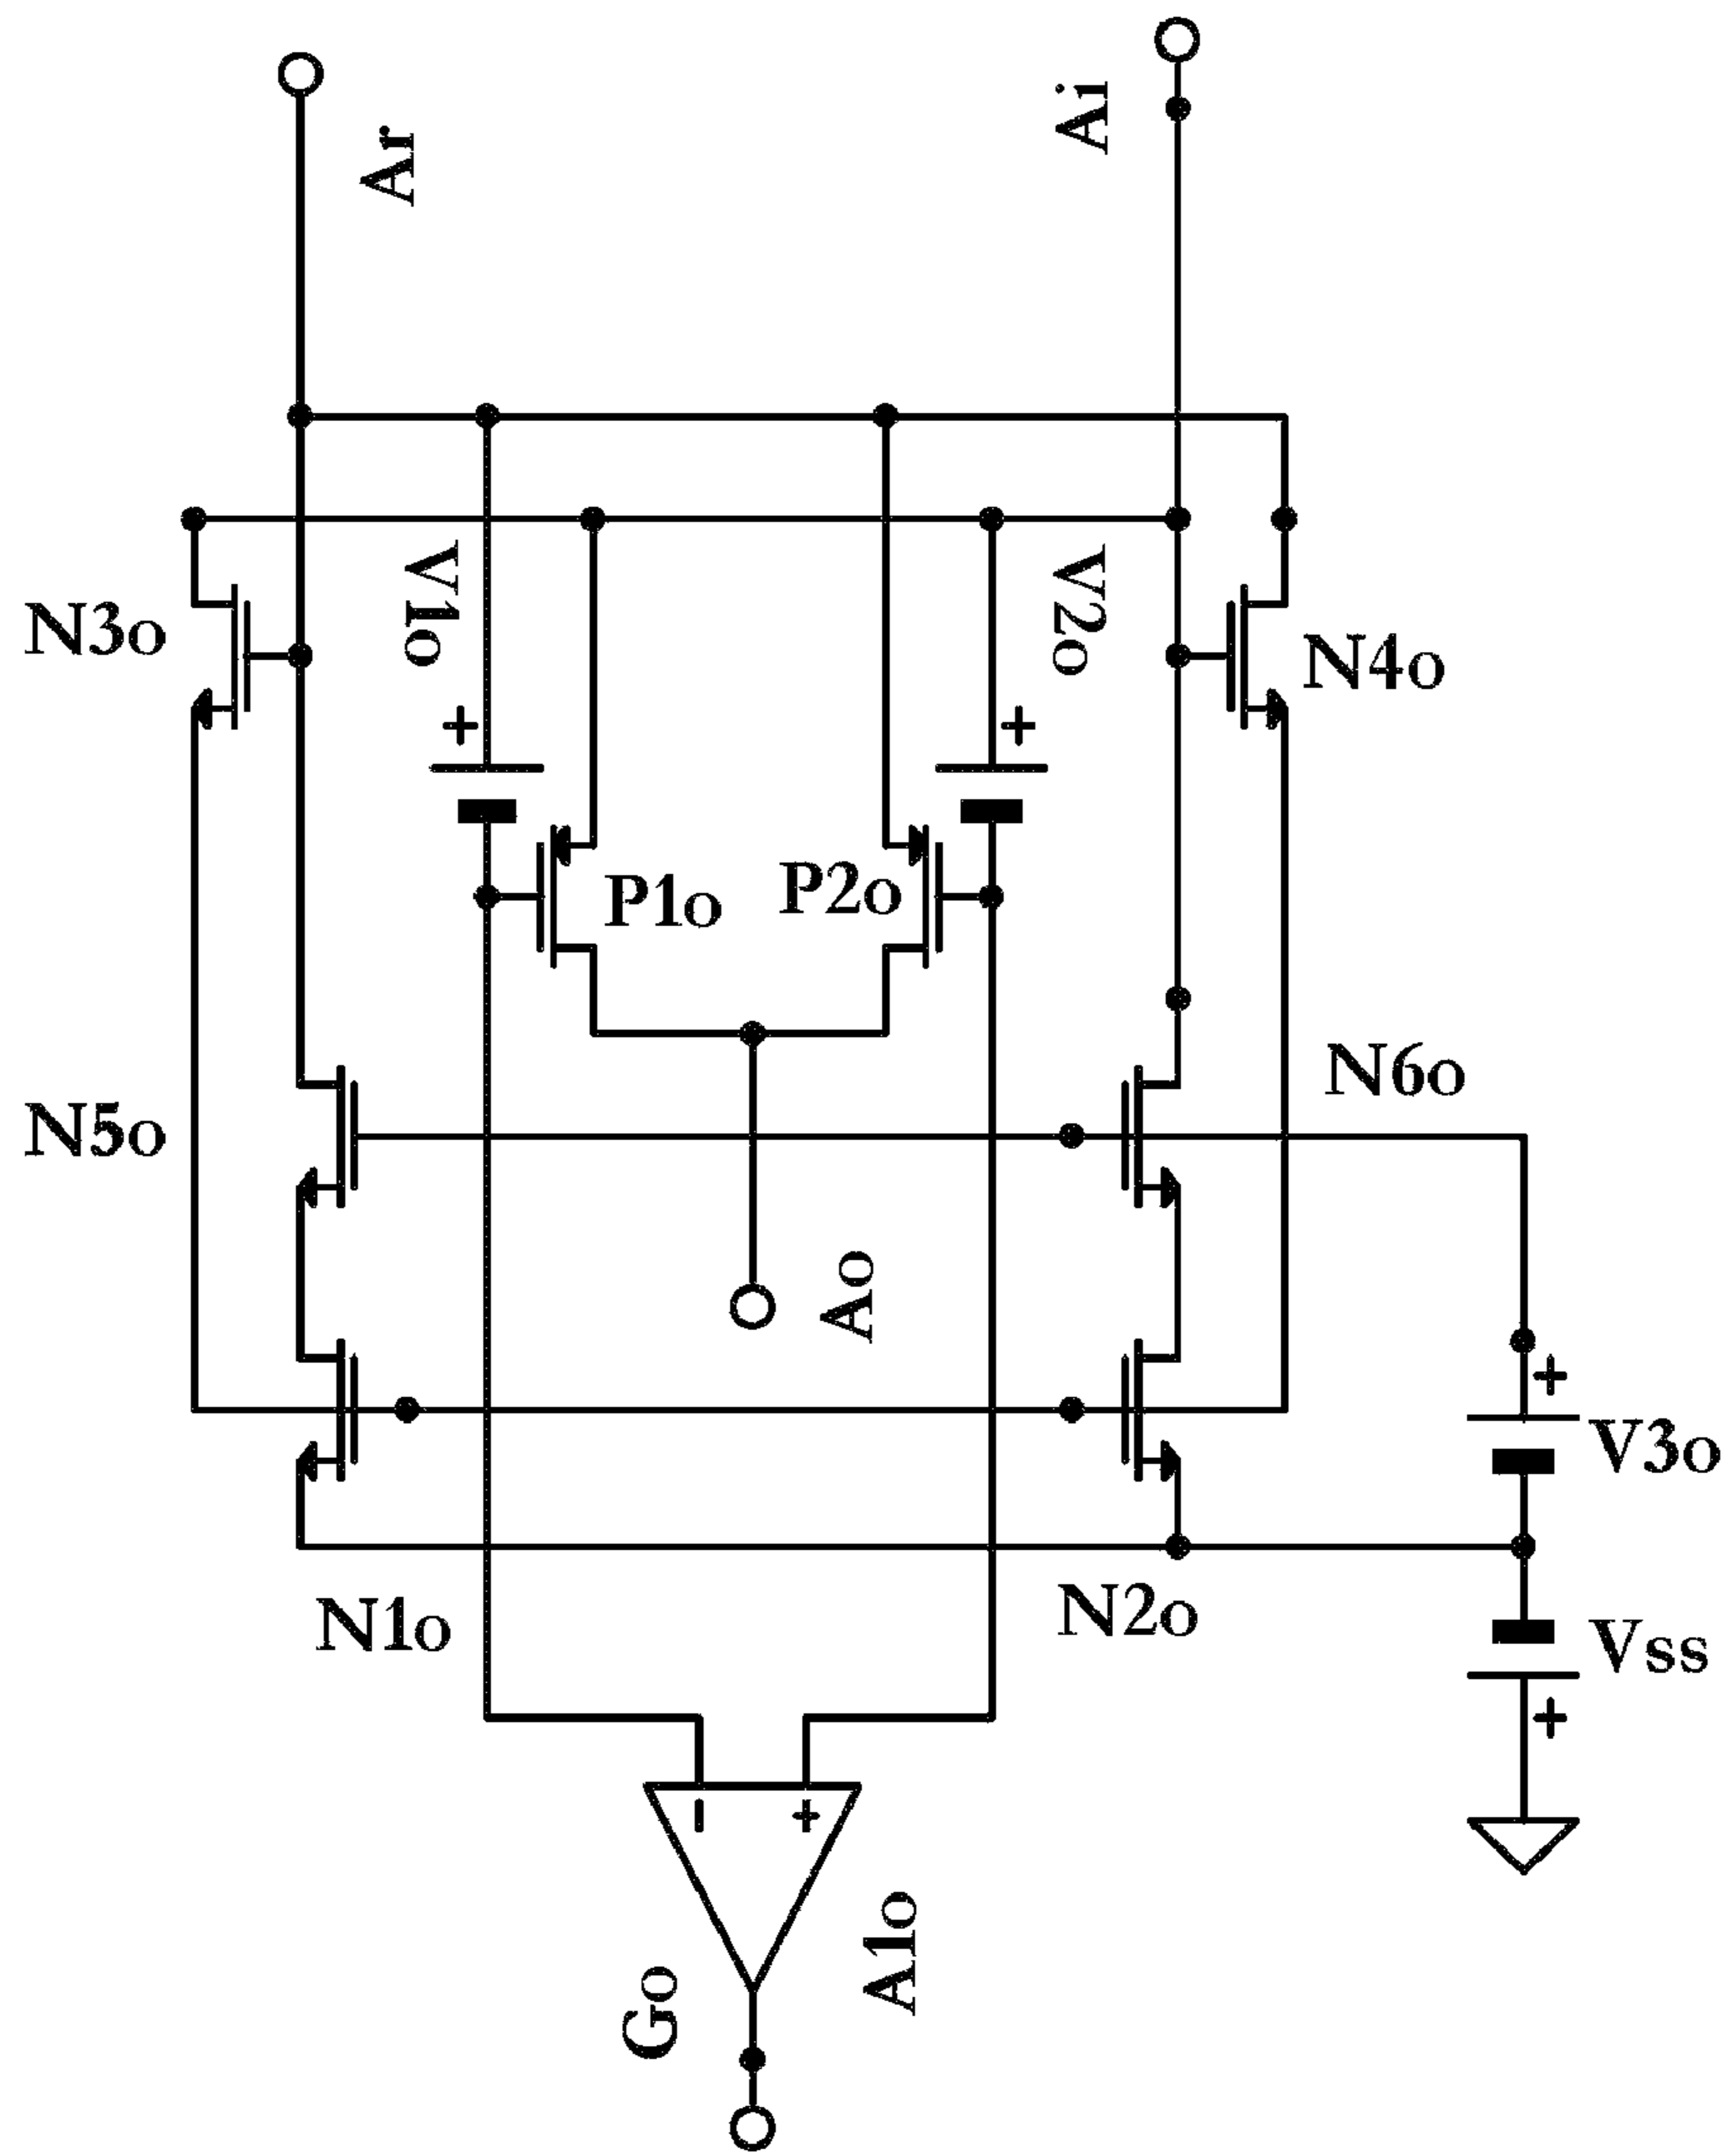 Ar
Ai
N3o
V1o
V2o
N4o
+
+
P1o
P2o
N5o
N6o
Ao
+
V3o
N1o
N2o
Vss
+
−
+
A1o
Go